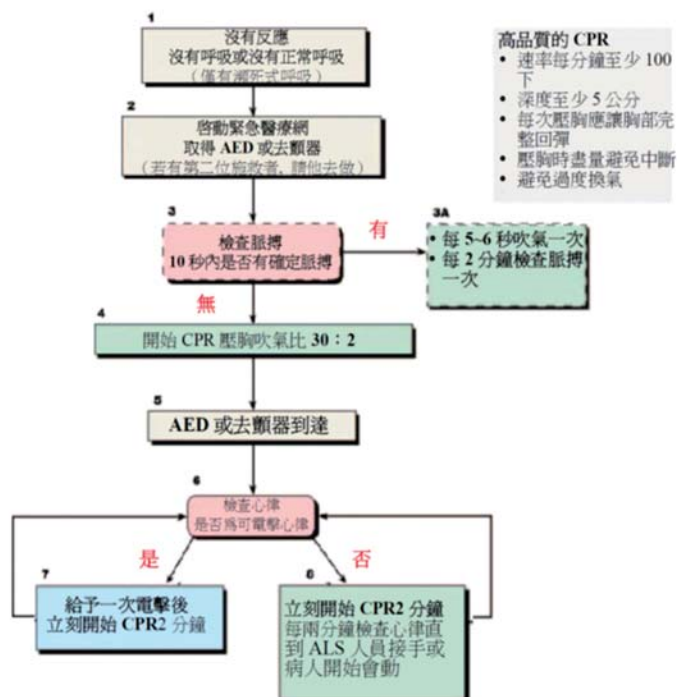 1
沒有反應
沒有呼吸或沒有正常呼吸
（僅有瀕死式呼吸）
高品質的 CPR
• 速率每分鐘至少 100
下
• 深度至少 5 公分
• 每次壓胸應讓胸部完
整回彈
• 壓胸時盡量避免中斷
• 避免過度換氣
2
啓動緊急醫療網
取得 AED 或去顫器
（若有第二位施救者, 請他去做）
3
檢查脈搏
10 秒內是否有確定脈搏
有
3A
• 每 5~6 秒吹氣一次
• 每 2 分鐘檢查脈搏
一次
無
4
開始 CPR 壓胸吹氣比 30：2
5
AED 或去顫器到達
6
檢查心律
是否爲可電擊心律
是
否
7
給予一次電擊後
立刻開始 CPR2 分鐘
8
立刻開始 CPR2 分鐘
每兩分鐘檢查心律直
到 ALS 人員接手或
病人開始會動